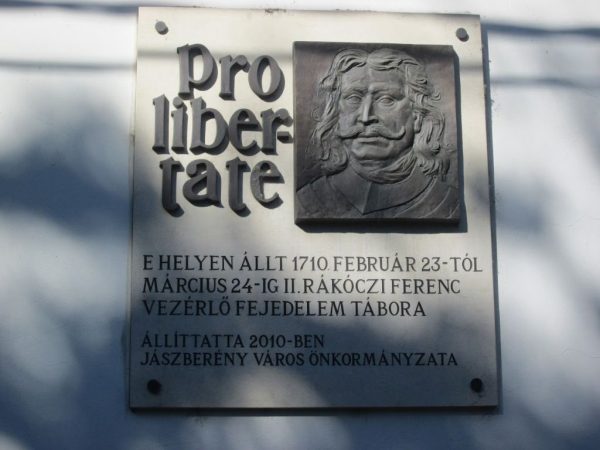 pro
liber-
tate
E HELYEN ÁLLT 1710. FEBRUÁR 23-TÓL
MÁRCIUS 24-IG II. RÁKÓCZI FERENC
VEZÉRLŐ FEJEDELEM TÁBORA
ÁLLÍTTATTA 2010-BEN
JÁSZBERÉNY VÁROS ÖNKORMÁNYZATA